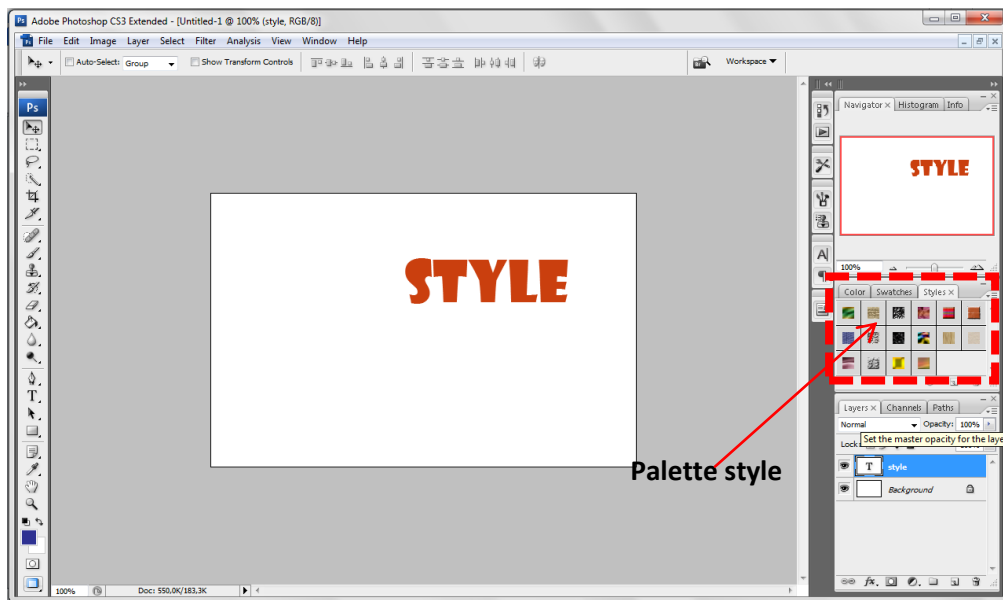 Adobe Photoshop CS3 Extended - [Untitled-1 @ 100% (style, RGB/8)]
File Edit Image Layer Select Filter Analysis View Window Help
Auto-Select: Group Show Transform Controls Workspace
Ps
Navigator Histogram Info
STYLE
100%
STYLE
Color Swatches Styles
Layers Channels Paths
Normal Opacity: 100%
Set the master opacity for the laye
T style
Background
Palette style
100% Doc: 550,0K/183,3K